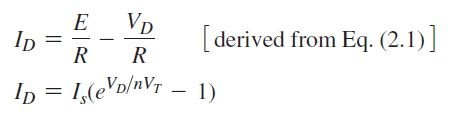 I_D = E/R − V_D/R [derived from Eq. (2.1)]
I_D = I_s(e^{V_D/nV_T} − 1)